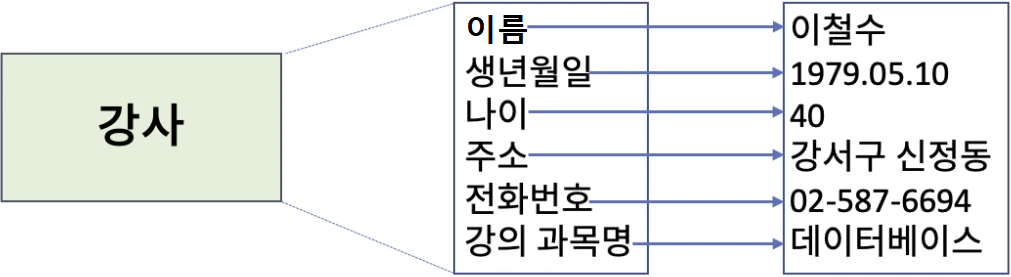 강사
이름
생년월일
나이
주소
전화번호
강의 과목명
이철수
1979.05.10
40
강서구 신정동
02-587-6694
데이터베이스